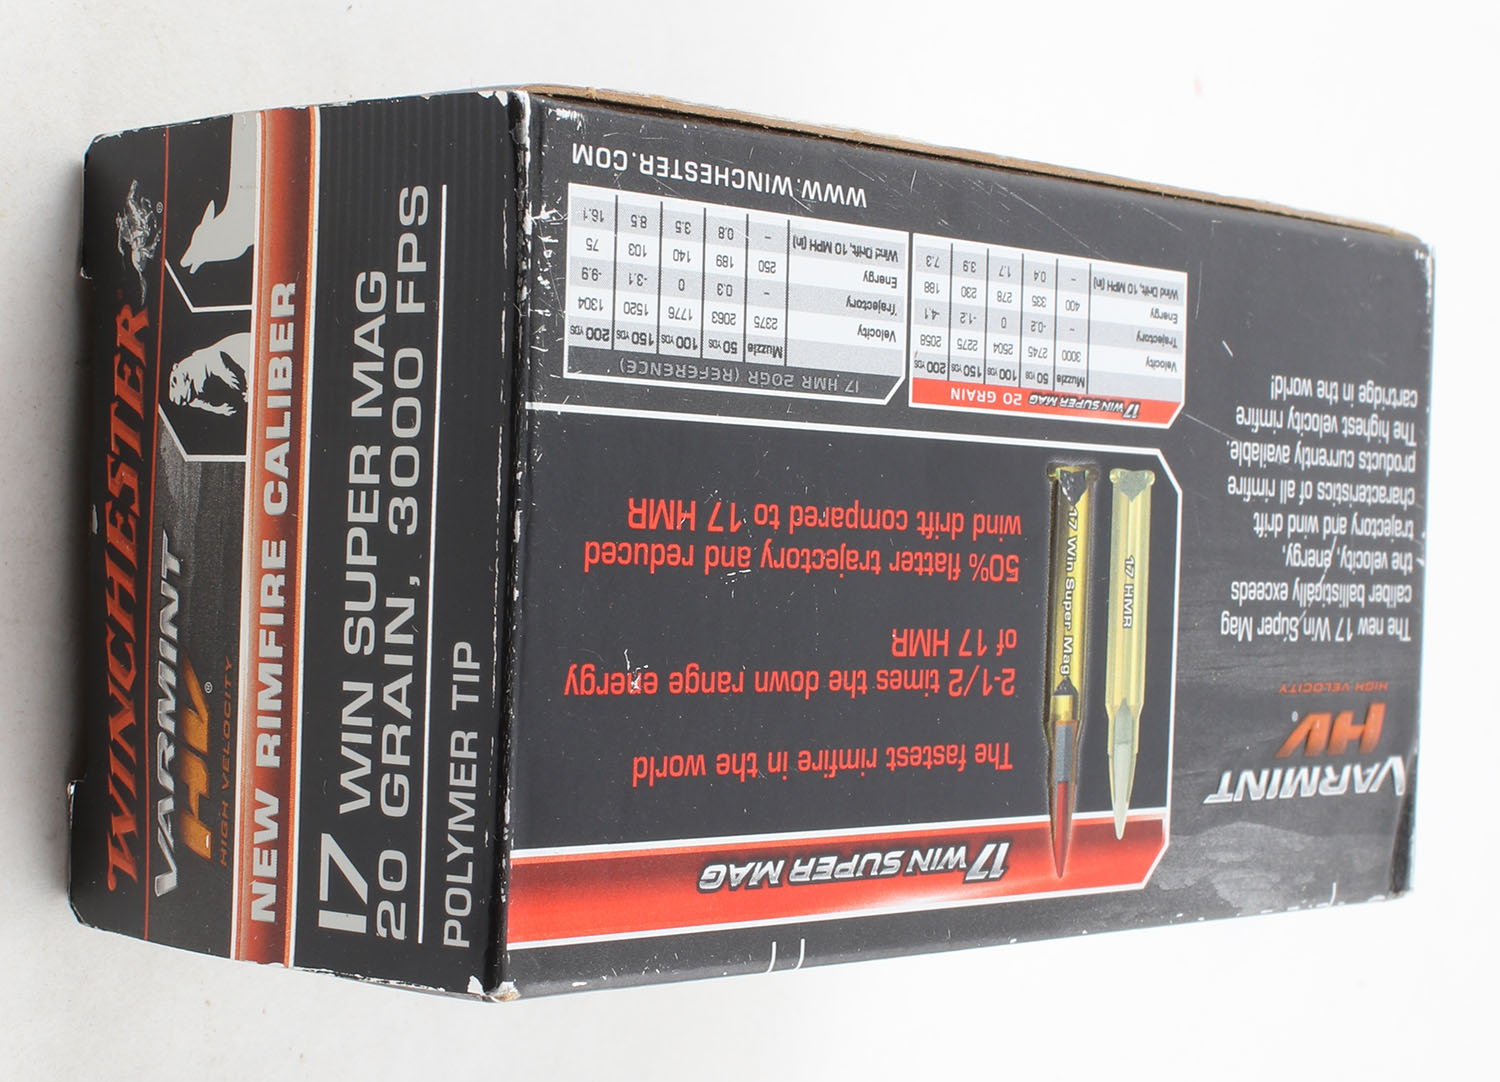 WINCHESTER®
VARMINT
HV®
HIGH VELOCITY
NEW RIMFIRE CALIBER
17 WIN SUPER MAG
20 GRAIN, 3000 FPS
POLYMER TIP
VARMINT
HV®
HIGH VELOCITY
The new 17 Win Super Mag
caliber ballistically exceeds
the velocity, energy,
trajectory and wind drift
characteristics of all rimfire
products currently available.
The highest velocity rimfire
cartridge in the world!
17 WIN SUPER MAG
The fastest rimfire in the world
2-1/2 times the down range energy
of 17 HMR
50% flatter trajectory and reduced
wind drift compared to 17 HMR
17 HMR
17 Win Super Mag
17 WIN SUPER MAG 20 GRAIN
Muzzle 50 YDS 100 YDS 150 YDS 200 YDS
Velocity 3000 2745 2504 2275 2058
Trajectory – -0.2 0 -1.2 -4.1
Energy 400 335 278 230 188
Wind Drift, 10 MPH (in) – 0.4 1.7 3.9 7.3
17 HMR 20GR (REFERENCE)
Muzzle 50 YDS 100 YDS 150 YDS 200 YDS
Velocity 2375 2063 1776 1520 1304
Trajectory – 0.3 0 -3.1 -9.9
Energy 250 189 140 103 75
Wind Drift, 10 MPH (in) – 0.8 3.5 8.5 16.1
WWW.WINCHESTER.COM